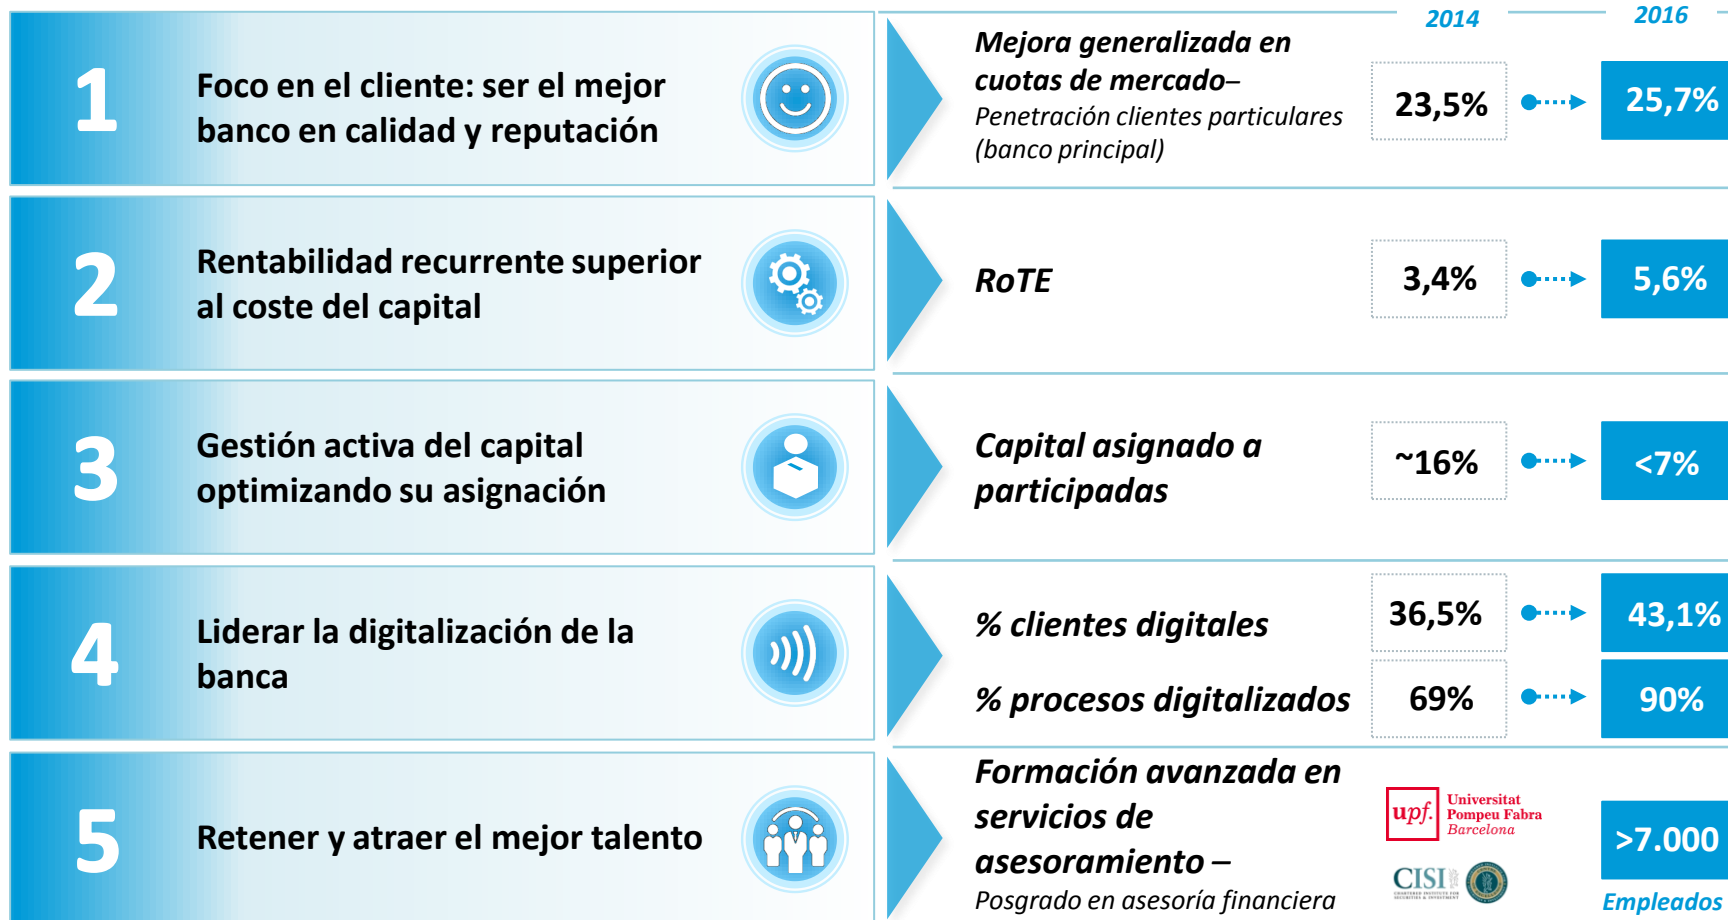 2014
2016
1
Foco en el cliente: ser el mejor
banco en calidad y reputación
Mejora generalizada en
cuotas de mercado–
Penetración clientes particulares
(banco principal)
23,5%
25,7%
2
Rentabilidad recurrente superior
al coste del capital
RoTE
3,4%
5,6%
3
Gestión activa del capital
optimizando su asignación
Capital asignado a
participadas
~16%
<7%
4
Liderar la digitalización de la
banca
% clientes digitales
36,5%
43,1%
% procesos digitalizados
69%
90%
5
Retener y atraer el mejor talento
Formación avanzada en
servicios de
asesoramiento –
Posgrado en asesoría financiera
upf.
Universitat
Pompeu Fabra
Barcelona
CISI
CHARTERED INSTITUTE FOR
SECURITIES & INVESTMENT
>7.000
Empleados